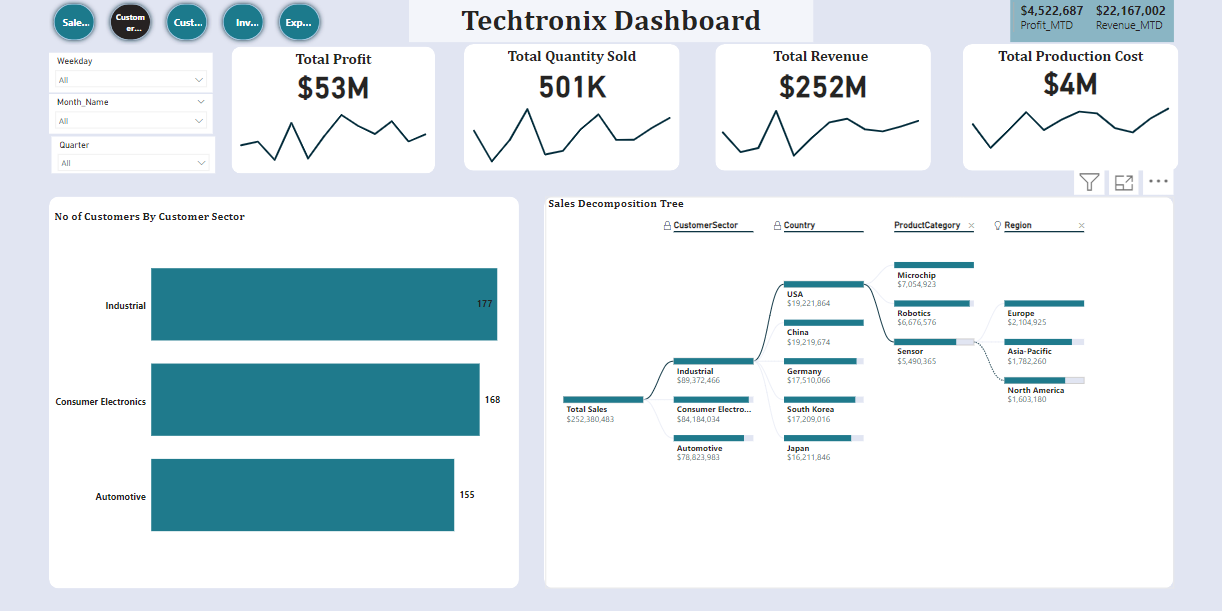 Sale...
Custom
er...
Cust...
Inv...
Exp...
Techtronix Dashboard
$4,522,687
Profit_MTD
$22,167,002
Revenue_MTD
Weekday
All
Month_Name
All
Quarter
All
Total Profit
$53M
Total Quantity Sold
501K
Total Revenue
$252M
Total Production Cost
$4M
No of Customers By Customer Sector
Industrial
177
Consumer Electronics
168
Automotive
155
Sales Decomposition Tree
CustomerSector
Country
ProductCategory
Region
Total Sales
$252,380,483
Industrial
$89,372,466
Consumer Electro...
$84,184,034
Automotive
$78,823,983
USA
$19,221,864
China
$19,219,674
Germany
$17,510,066
South Korea
$17,209,016
Japan
$16,211,846
Microchip
$7,054,923
Robotics
$6,676,576
Sensor
$5,490,365
Europe
$2,104,925
Asia-Pacific
$1,782,260
North America
$1,603,180